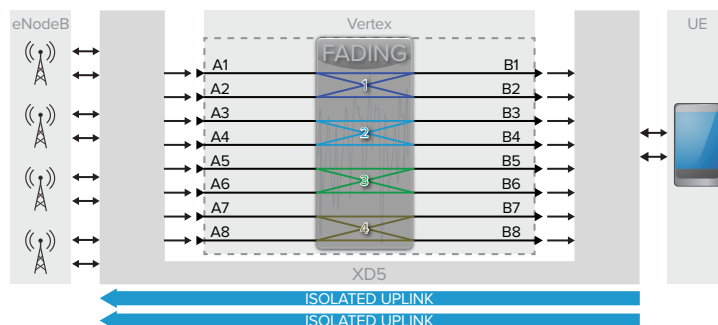 eNodeB
Vertex
UE
FADING
A1
B1
1
A2
B2
A3
B3
2
A4
B4
A5
B5
3
A6
B6
A7
B7
4
A8
B8
XD5
ISOLATED UPLINK
ISOLATED UPLINK